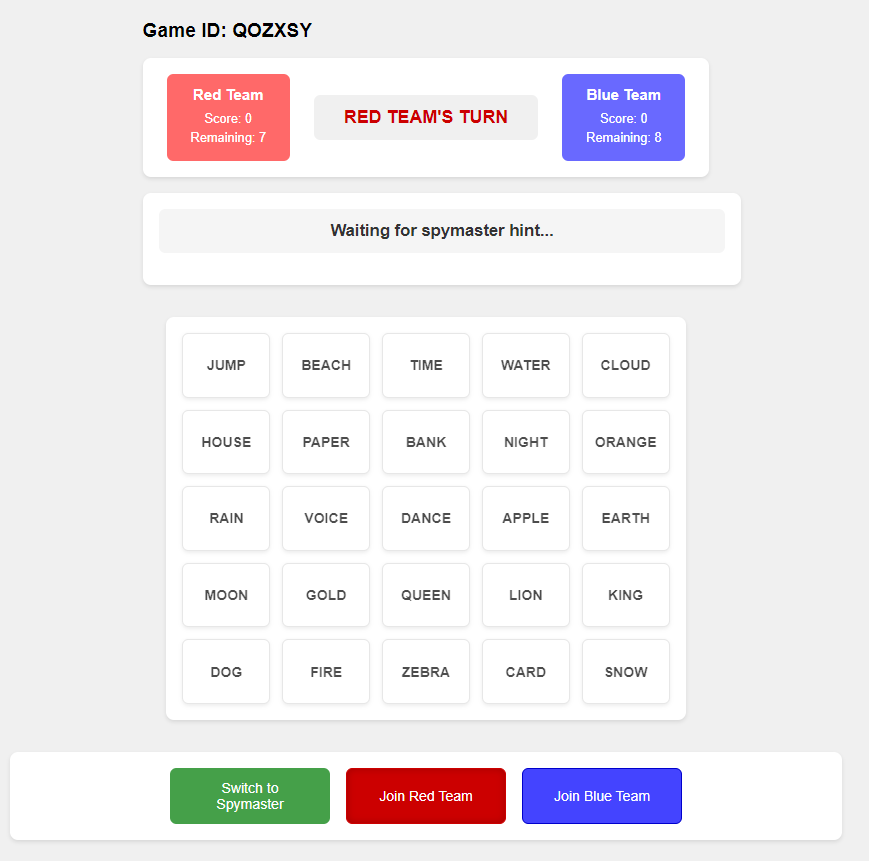 Game ID: QOZXSY
Red Team
Score: 0
Remaining: 7
RED TEAM'S TURN
Blue Team
Score: 0
Remaining: 8
Waiting for spymaster hint...
JUMP BEACH TIME WATER CLOUD
HOUSE PAPER BANK NIGHT ORANGE
RAIN VOICE DANCE APPLE EARTH
MOON GOLD QUEEN LION KING
DOG FIRE ZEBRA CARD SNOW
Switch to
Spymaster
Join Red Team
Join Blue Team